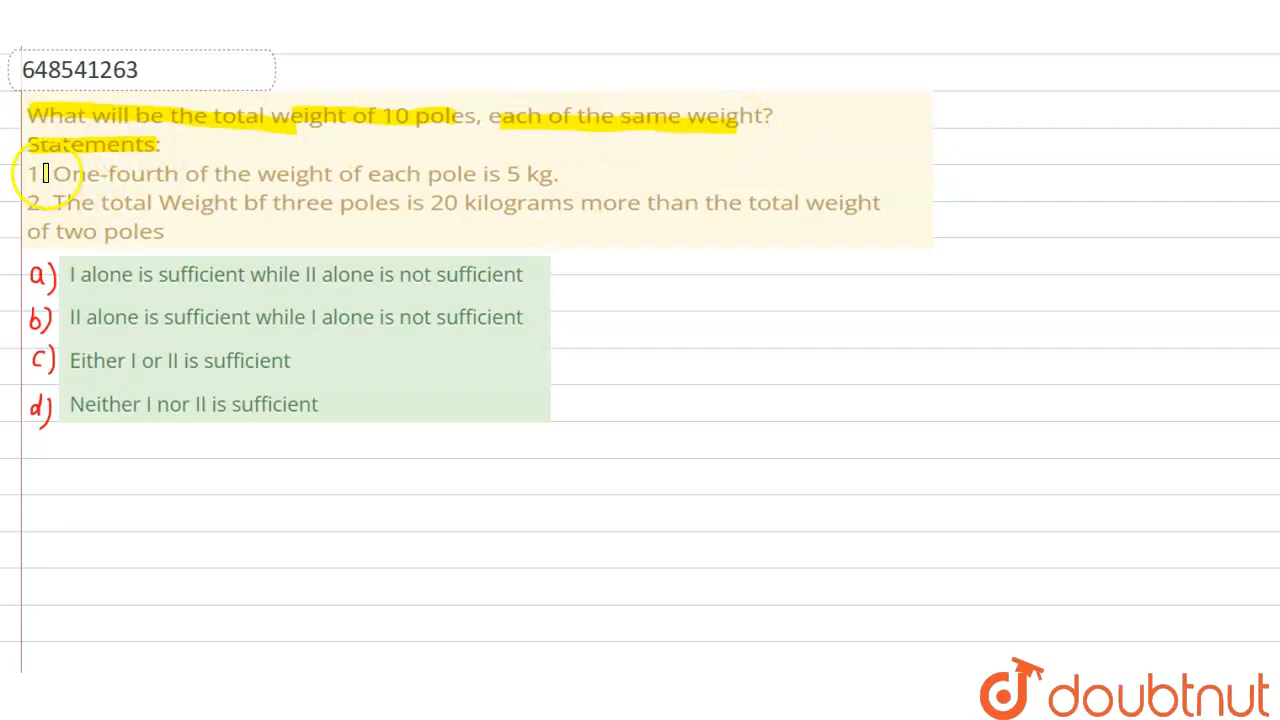 648541263
What will be the total weight of 10 poles, each of the same weight?
Statements:
1. One-fourth of the weight of each pole is 5 kg.
2. The total Weight bf three poles is 20 kilograms more than the total weight
of two poles
a) I alone is sufficient while II alone is not sufficient
b) II alone is sufficient while I alone is not sufficient
c) Either I or II is sufficient
d) Neither I nor II is sufficient
doubtnut